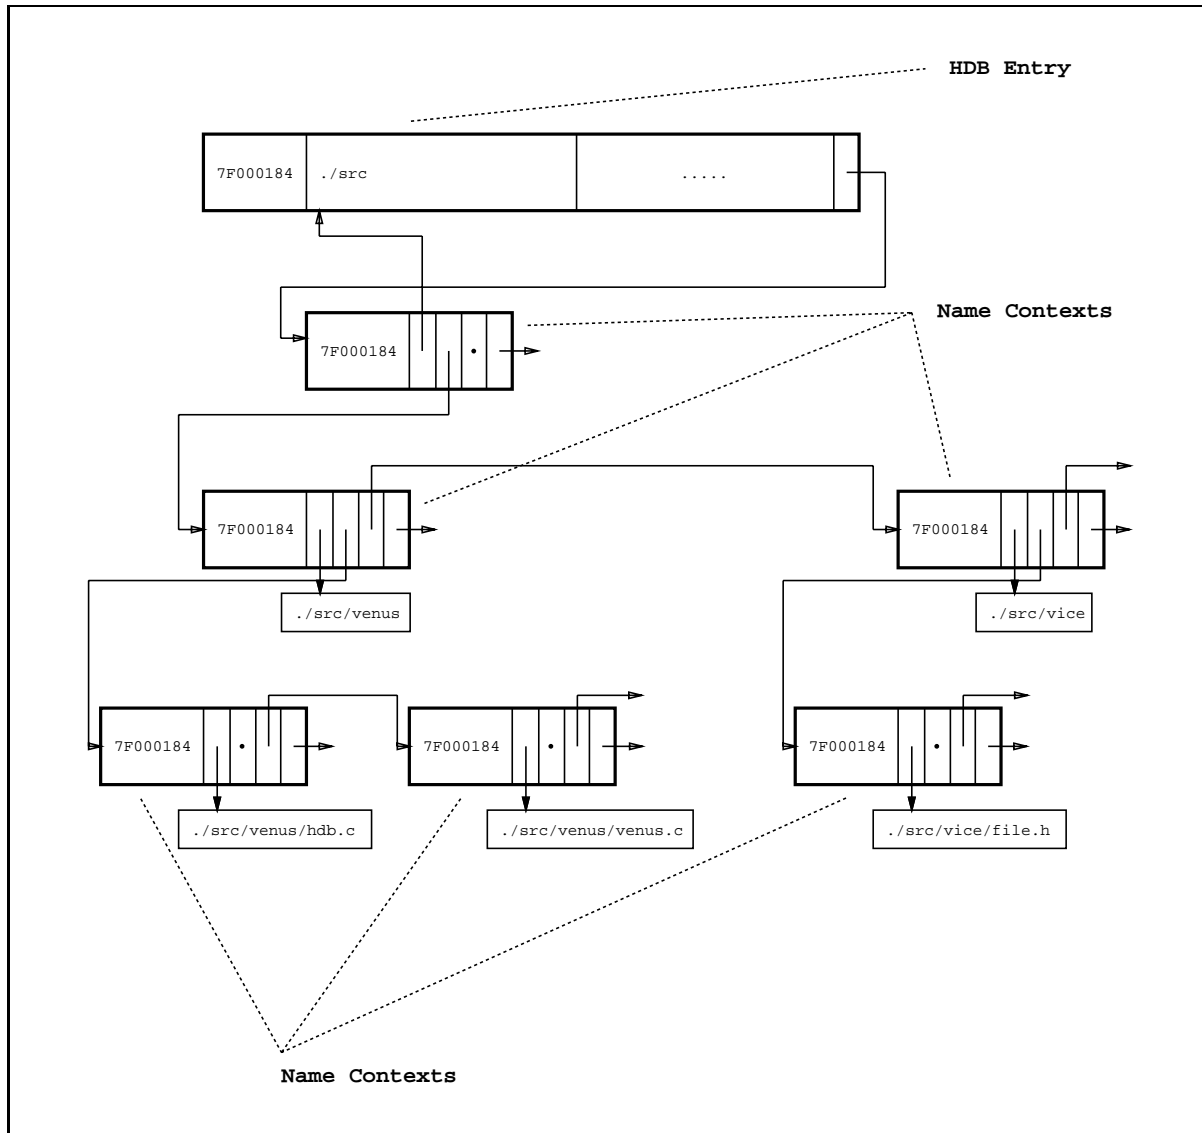 HDB Entry
7F000184 ./src .....
Name Contexts
7F000184
7F000184
7F000184
./src/venus
./src/vice
7F000184
7F000184
7F000184
./src/venus/hdb.c
./src/venus/venus.c
./src/vice/file.h
Name Contexts